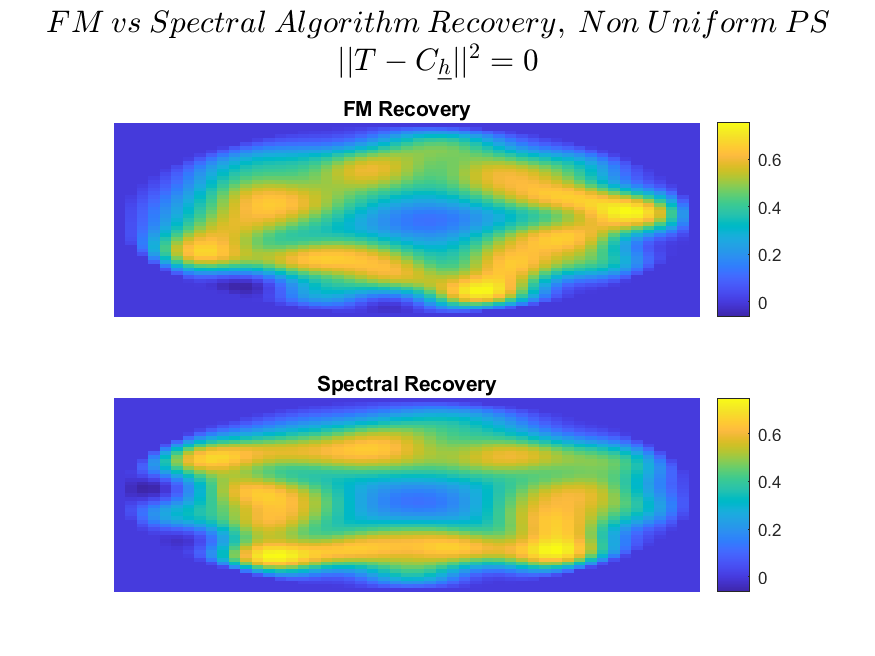 FM vs Spectral Algorithm Recovery, Non Uniform PS
||T − C_h||² = 0
FM Recovery
0.6
0.4
0.2
0
Spectral Recovery
0.6
0.4
0.2
0